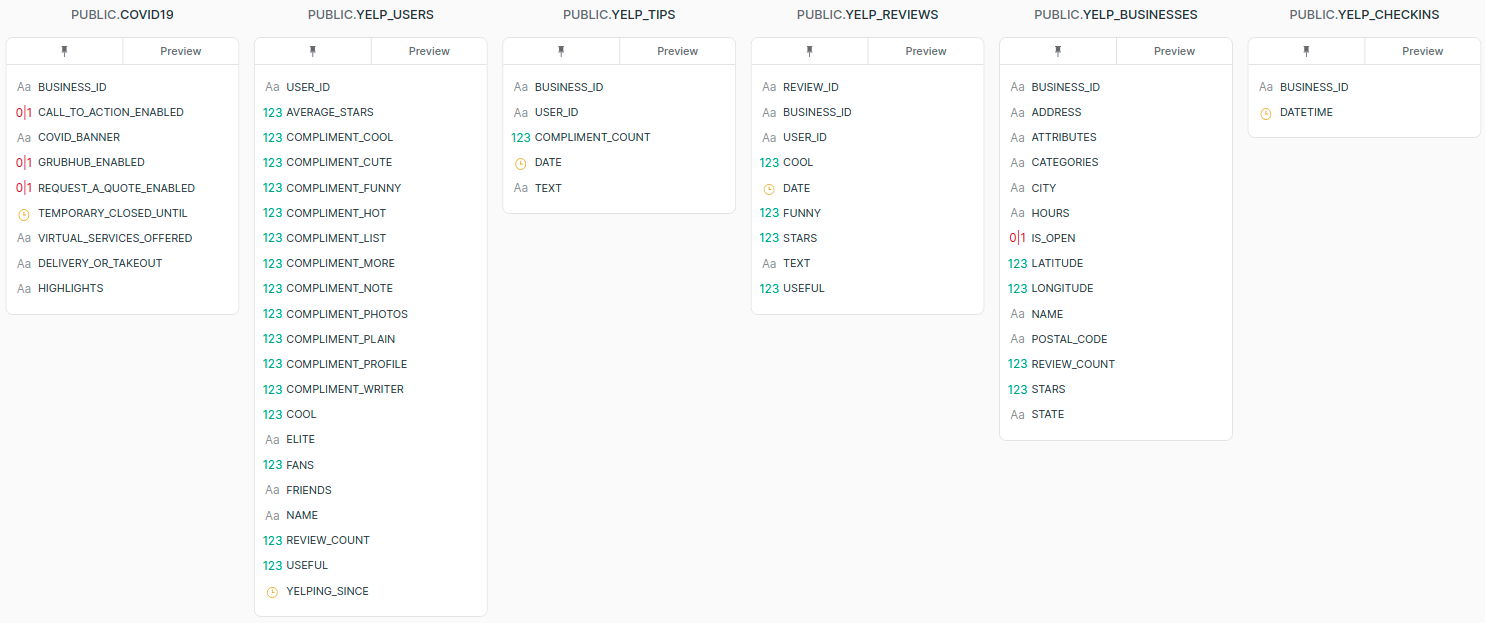 PUBLIC.COVID19
Preview
Aa BUSINESS_ID
0|1 CALL_TO_ACTION_ENABLED
Aa COVID_BANNER
0|1 GRUBHUB_ENABLED
0|1 REQUEST_A_QUOTE_ENABLED
TEMPORARY_CLOSED_UNTIL
Aa VIRTUAL_SERVICES_OFFERED
Aa DELIVERY_OR_TAKEOUT
Aa HIGHLIGHTS
PUBLIC.YELP_USERS
Preview
Aa USER_ID
123 AVERAGE_STARS
123 COMPLIMENT_COOL
123 COMPLIMENT_CUTE
123 COMPLIMENT_FUNNY
123 COMPLIMENT_HOT
123 COMPLIMENT_LIST
123 COMPLIMENT_MORE
123 COMPLIMENT_NOTE
123 COMPLIMENT_PHOTOS
123 COMPLIMENT_PLAIN
123 COMPLIMENT_PROFILE
123 COMPLIMENT_WRITER
123 COOL
Aa ELITE
123 FANS
Aa FRIENDS
Aa NAME
123 REVIEW_COUNT
123 USEFUL
YELPING_SINCE
PUBLIC.YELP_TIPS
Preview
Aa BUSINESS_ID
Aa USER_ID
123 COMPLIMENT_COUNT
DATE
Aa TEXT
PUBLIC.YELP_REVIEWS
Preview
Aa REVIEW_ID
Aa BUSINESS_ID
Aa USER_ID
123 COOL
DATE
123 FUNNY
123 STARS
Aa TEXT
123 USEFUL
PUBLIC.YELP_BUSINESSES
Preview
Aa BUSINESS_ID
Aa ADDRESS
Aa ATTRIBUTES
Aa CATEGORIES
Aa CITY
Aa HOURS
0|1 IS_OPEN
123 LATITUDE
123 LONGITUDE
Aa NAME
Aa POSTAL_CODE
123 REVIEW_COUNT
123 STARS
Aa STATE
PUBLIC.YELP_CHECKINS
Preview
Aa BUSINESS_ID
DATETIME